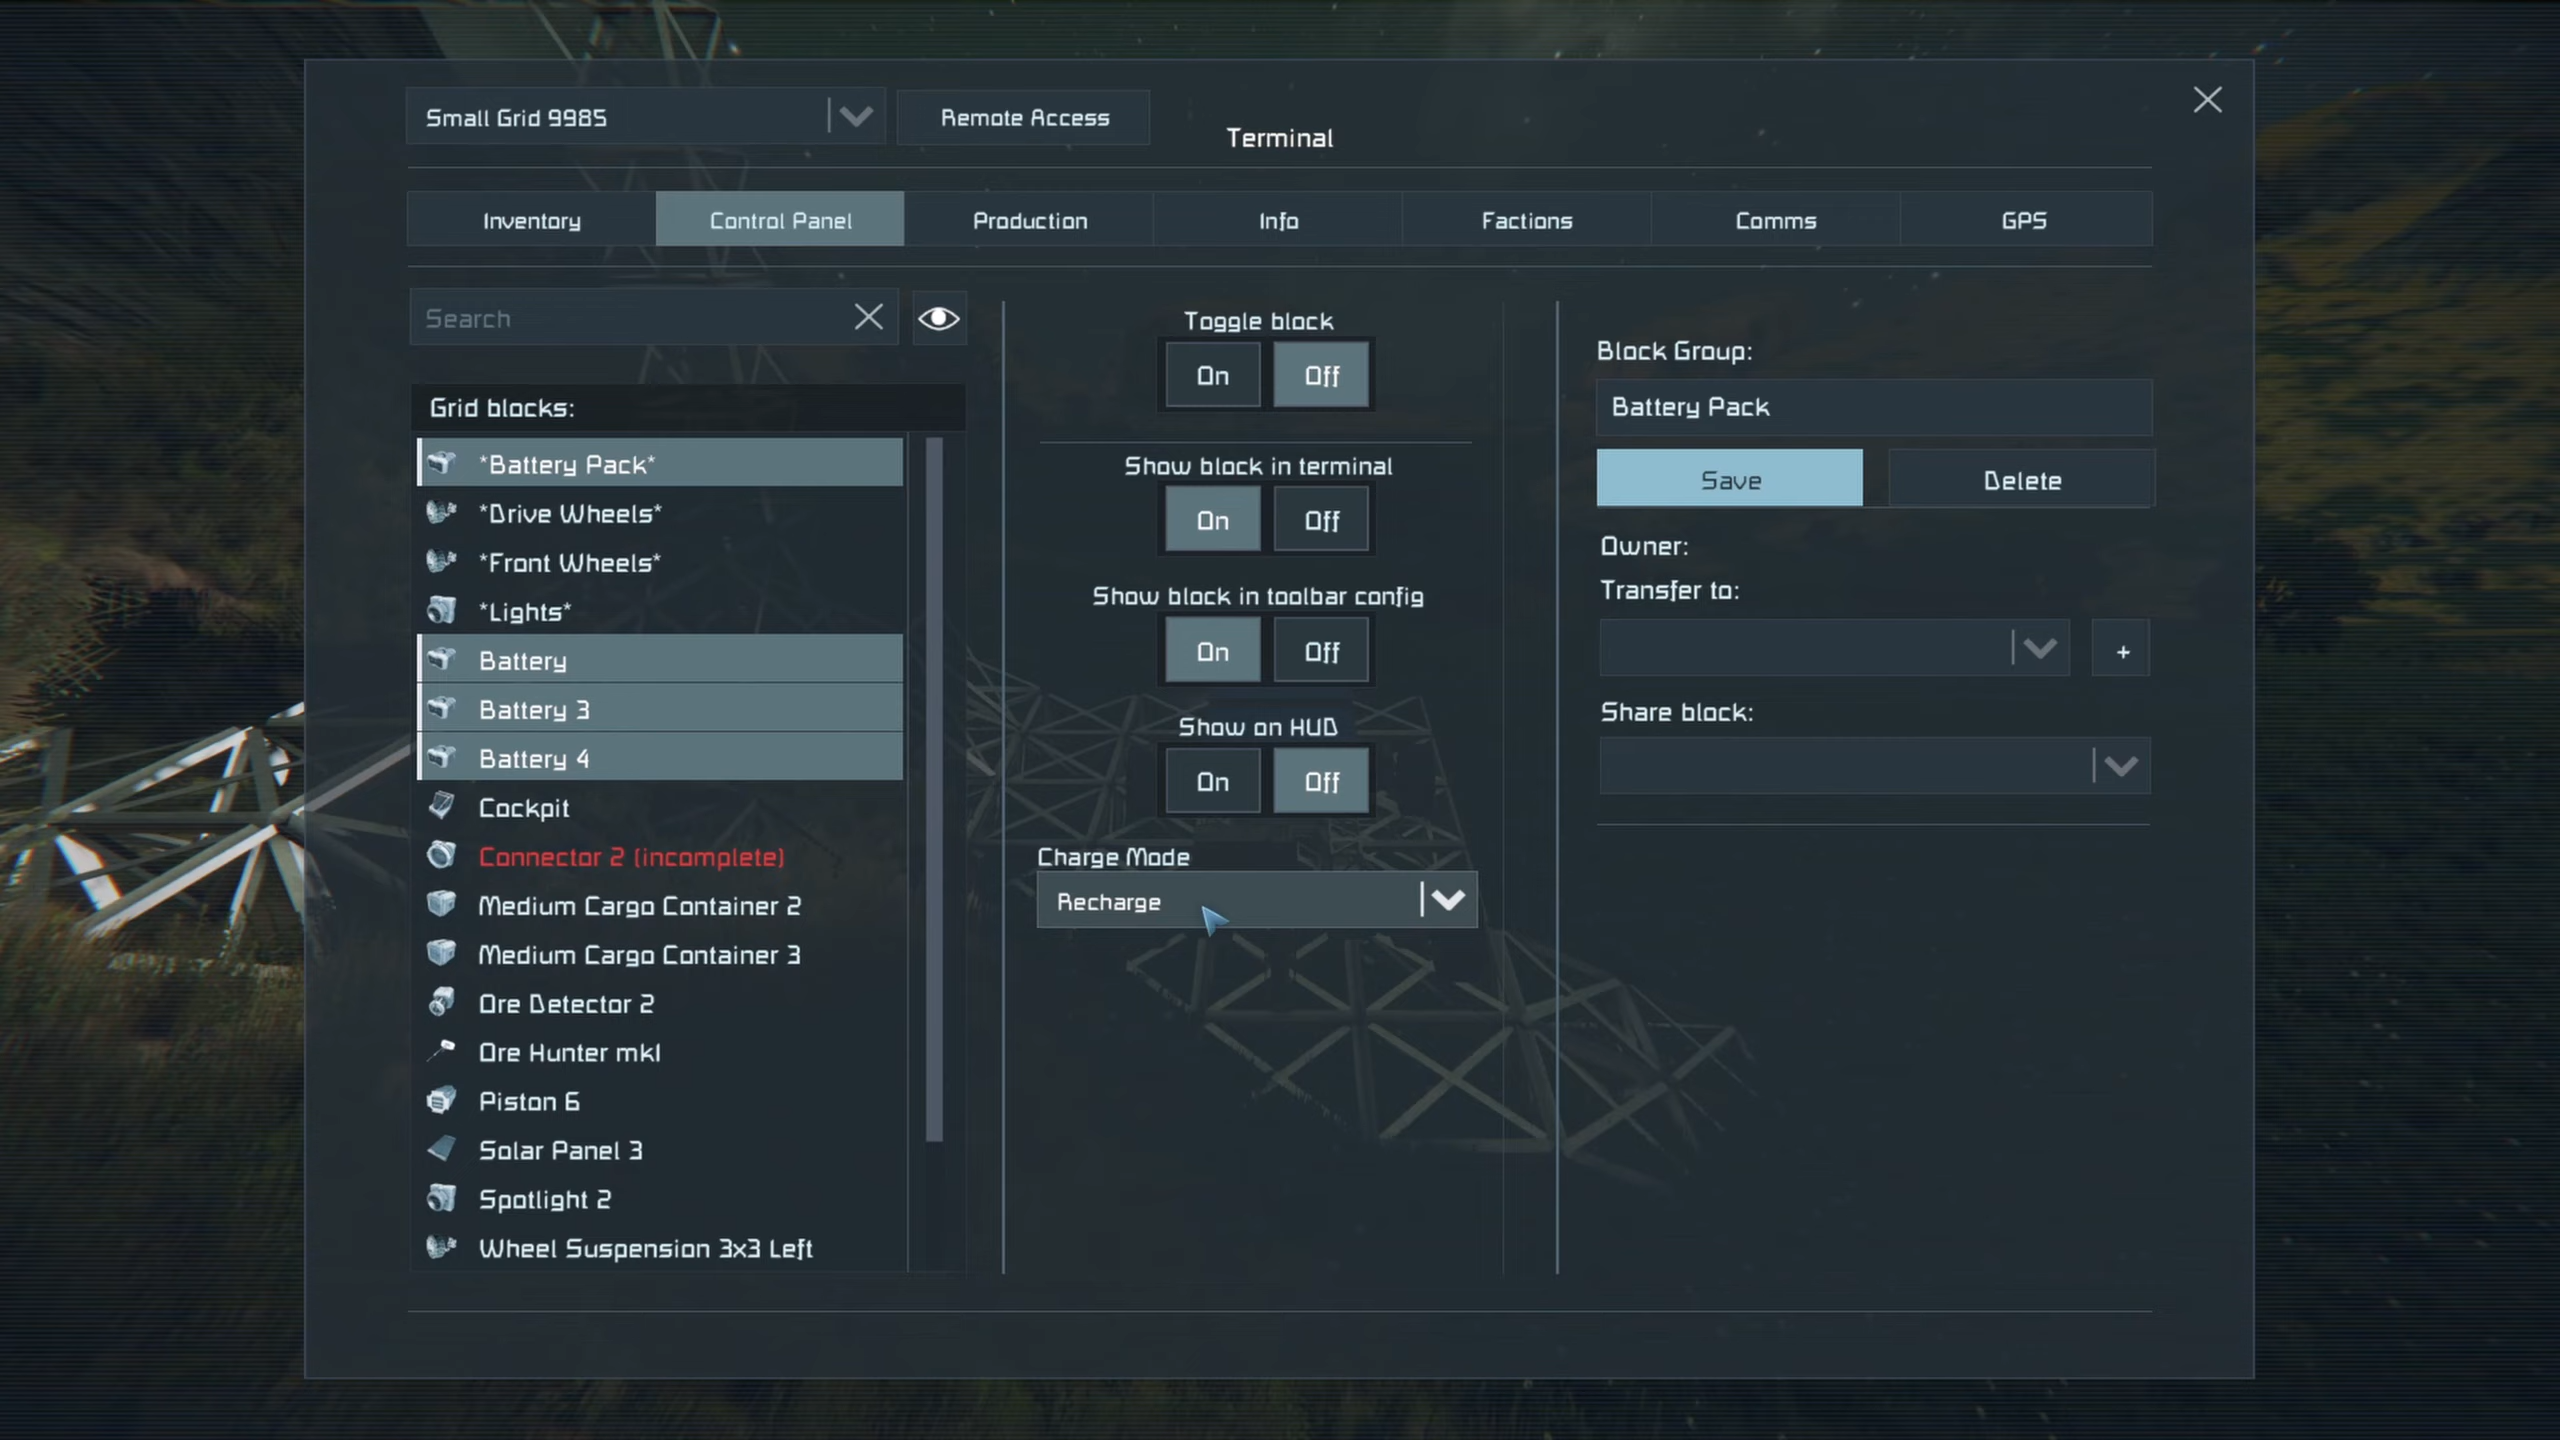 Small Grid 9985
Remote Access
Terminal
Inventory
Control Panel
Production
Info
Factions
Comms
GPS
Search
Grid blocks:
*Battery Pack*
*Drive Wheels*
*Front Wheels*
*Lights*
Battery
Battery 3
Battery 4
Cockpit
Connector 2 (incomplete)
Medium Cargo Container 2
Medium Cargo Container 3
Ore Detector 2
Ore Hunter mkI
Piston 6
Solar Panel 3
Spotlight 2
Wheel Suspension 3x3 Left
Toggle block
On Off
Show block in terminal
On Off
Show block in toolbar config
On Off
Show on HUD
On Off
Charge Mode
Recharge
Block Group:
Battery Pack
Save
Delete
Owner:
Transfer to:
+
Share block: